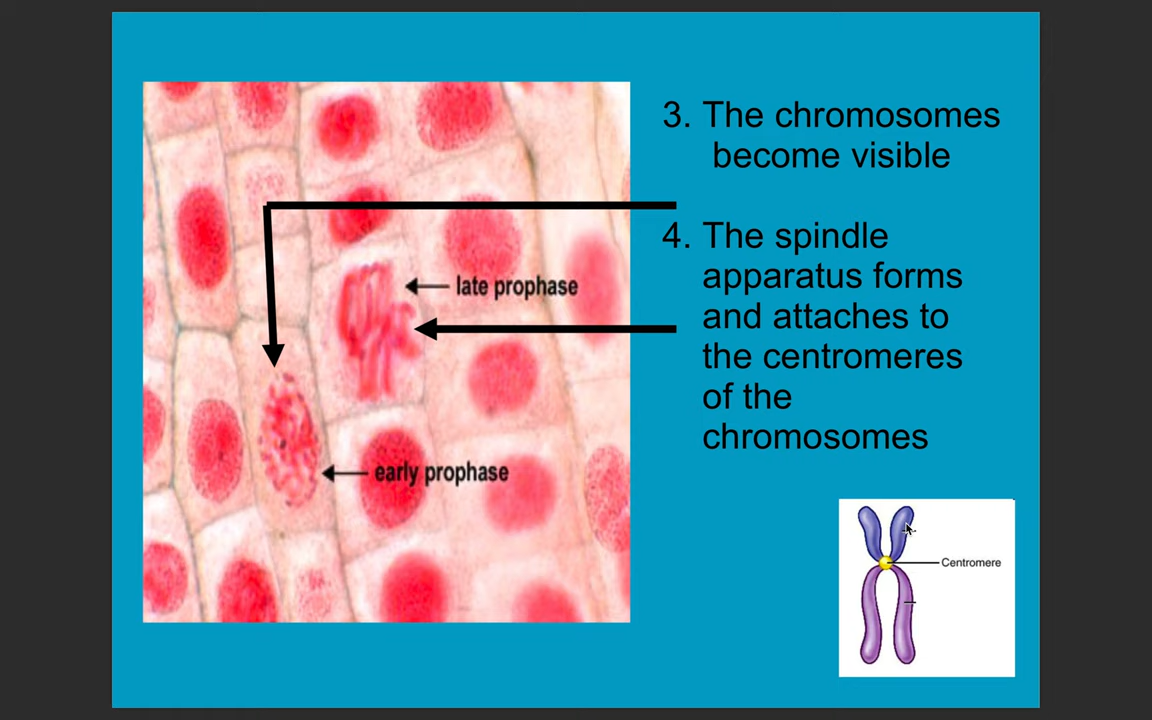 3. The chromosomes
become visible
4. The spindle
apparatus forms
and attaches to
the centromeres
of the
chromosomes
late prophase
early prophase
Centromere